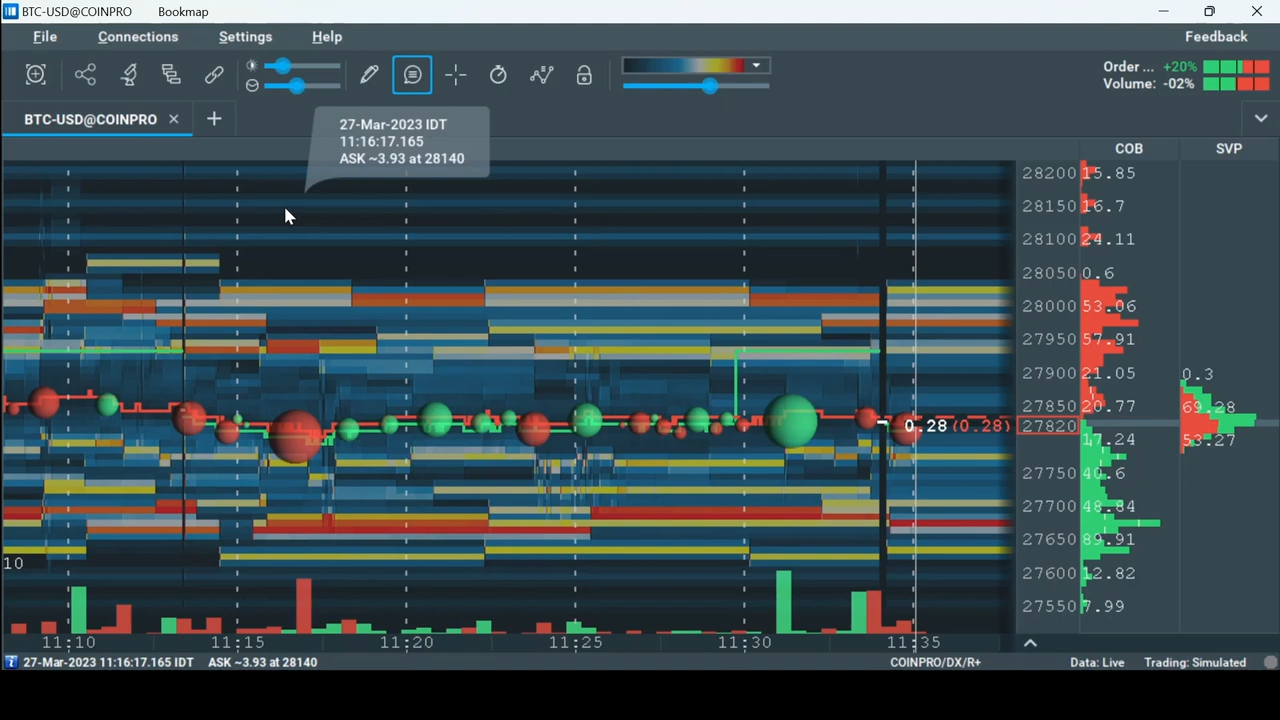 BTC-USD@COINPRO Bookmap
File Connections Settings Help Feedback
Order ... +20%
Volume: -02%
BTC-USD@COINPRO
27-Mar-2023 IDT
11:16:17.165
ASK ~3.93 at 28140
COB SVP
28200 15.85
28150 16.7
28100 24.11
28050 0.6
28000 53.06
27950 57.91
27900 21.05 0.3
27850 20.77 69.28
0.28 (0.28) 27820
17.24 53.27
27750 40.6
27700 48.84
27650 89.91
10
27600 12.82
27550 7.99
11:10 11:15 11:20 11:25 11:30 11:35
27-Mar-2023 11:16:17.165 IDT ASK ~3.93 at 28140 COINPRO/DX/R+ Data: Live Trading: Simulated